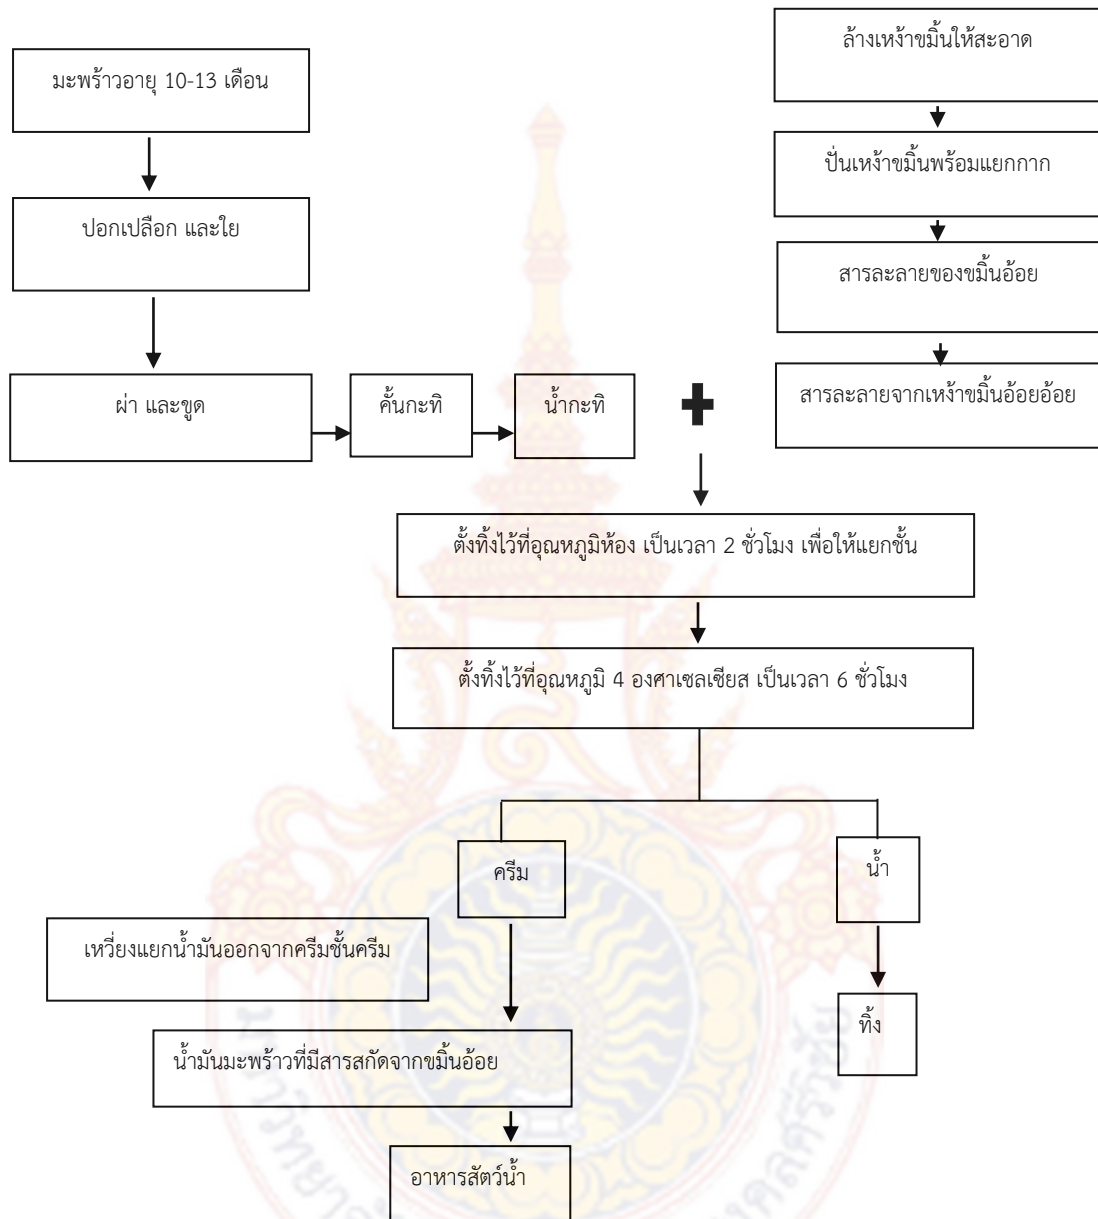 มะพร้าวอายุ 10-13 เดือน
ปอกเปลือก และใย
ผ่า และขูด
คั้นกะทิ
น้ำกะทิ
ล้างเหง้าขมิ้นให้สะอาด
ปั่นเหง้าขมิ้นพร้อมแยกกาก
สารละลายของขมิ้นอ้อย
สารละลายจากเหง้าขมิ้นอ้อยอ้อย
ตั้งทิ้งไว้ที่อุณหภูมิห้อง เป็นเวลา 2 ชั่วโมง เพื่อให้แยกชั้น
ตั้งทิ้งไว้ที่อุณหภูมิ 4 องศาเซลเซียส เป็นเวลา 6 ชั่วโมง
ครีม
น้ำ
เหวี่ยงแยกน้ำมันออกจากครีมชั้นครีม
ทิ้ง
น้ำมันมะพร้าวที่มีสารสกัดจากขมิ้นอ้อย
อาหารสัตว์น้ำ